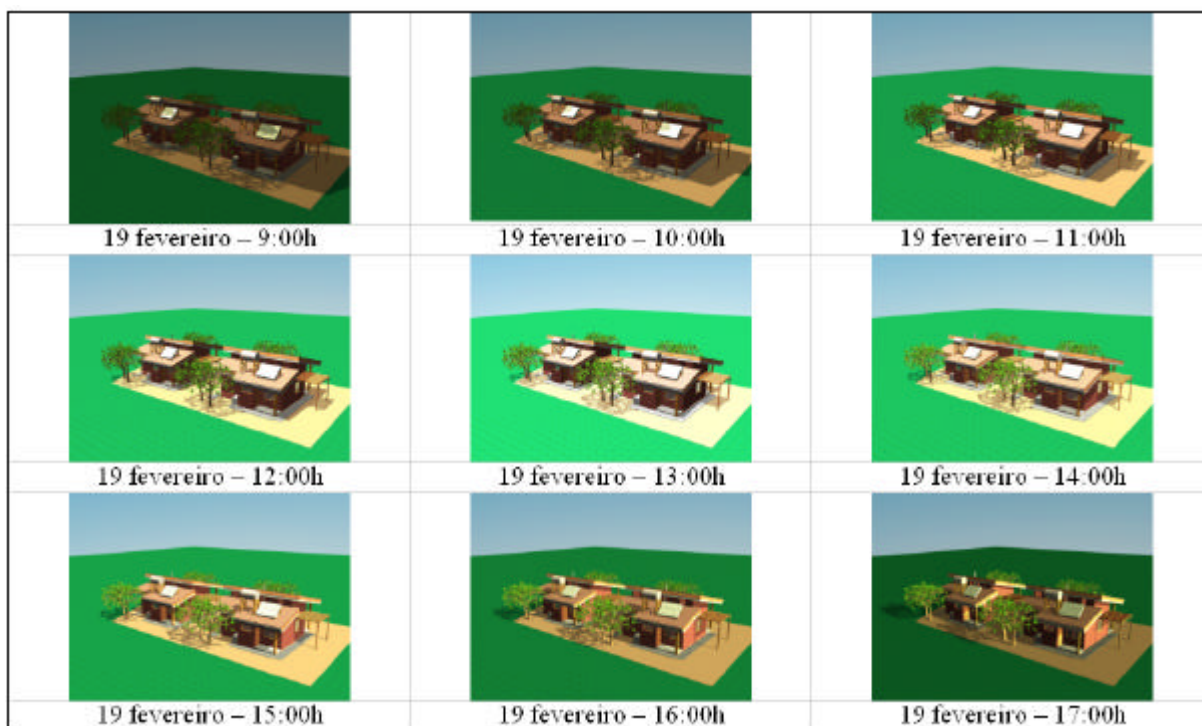 19 fevereiro – 9:00h
19 fevereiro – 10:00h
19 fevereiro – 11:00h
19 fevereiro – 12:00h
19 fevereiro – 13:00h
19 fevereiro – 14:00h
19 fevereiro – 15:00h
19 fevereiro – 16:00h
19 fevereiro – 17:00h